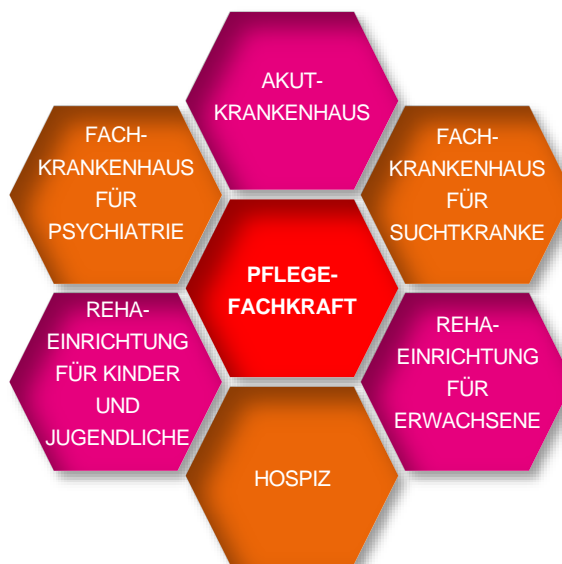 AKUT-
KRANKENHAUS
FACH-
KRANKENHAUS
FÜR
PSYCHIATRIE
FACH-
KRANKENHAUS
FÜR
SUCHTKRANKE
PFLEGE-
FACHKRAFT
REHA-
EINRICHTUNG
FÜR KINDER
UND
JUGENDLICHE
REHA-
EINRICHTUNG
FÜR
ERWACHSENE
HOSPIZ